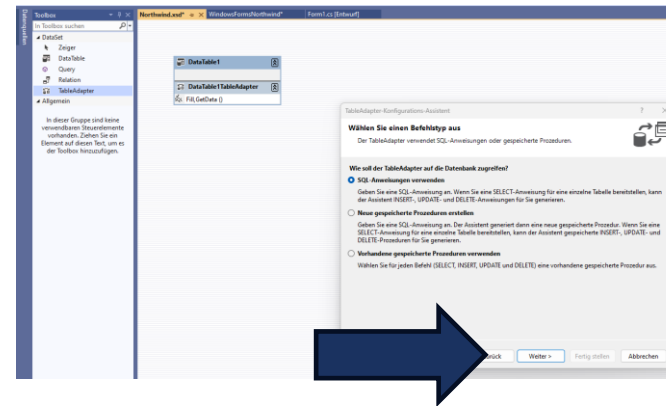 Datenquellen
Toolbox
In Toolbox suchen
DataSet
Zeiger
DataTable
Query
Relation
TableAdapter
Allgemein
In dieser Gruppe sind keine
verwendbaren Steuerelemente
vorhanden. Ziehen Sie ein
Element auf diesen Text, um es
der Toolbox hinzuzufügen.
Northwind.xsd*
WindowsFormsNorthwind*
Form1.cs [Entwurf]
DataTable1
DataTable1TableAdapter
Fill,GetData ()
TableAdapter-Konfigurations-Assistent
Wählen Sie einen Befehlstyp aus
Der TableAdapter verwendet SQL-Anweisungen oder gespeicherte Prozeduren.
Wie soll der TableAdapter auf die Datenbank zugreifen?
SQL-Anweisungen verwenden
Geben Sie eine SQL-Anweisung an. Wenn Sie eine SELECT-Anweisung für eine einzelne Tabelle bereitstellen, kann
der Assistent INSERT-, UPDATE- und DELETE-Anweisungen für Sie generieren.
Neue gespeicherte Prozeduren erstellen
Geben Sie eine SQL-Anweisung an. Der Assistent generiert dann eine neue gespeicherte Prozedur. Wenn Sie eine
SELECT-Anweisung für eine einzelne Tabelle bereitstellen, kann der Assistent gespeicherte INSERT-, UPDATE- und
DELETE-Prozeduren für Sie generieren.
Vorhandene gespeicherte Prozeduren verwenden
Wählen Sie für jeden Befehl (SELECT, INSERT, UPDATE und DELETE) eine vorhandene gespeicherte Prozedur aus.
rück
Weiter >
Fertig stellen
Abbrechen